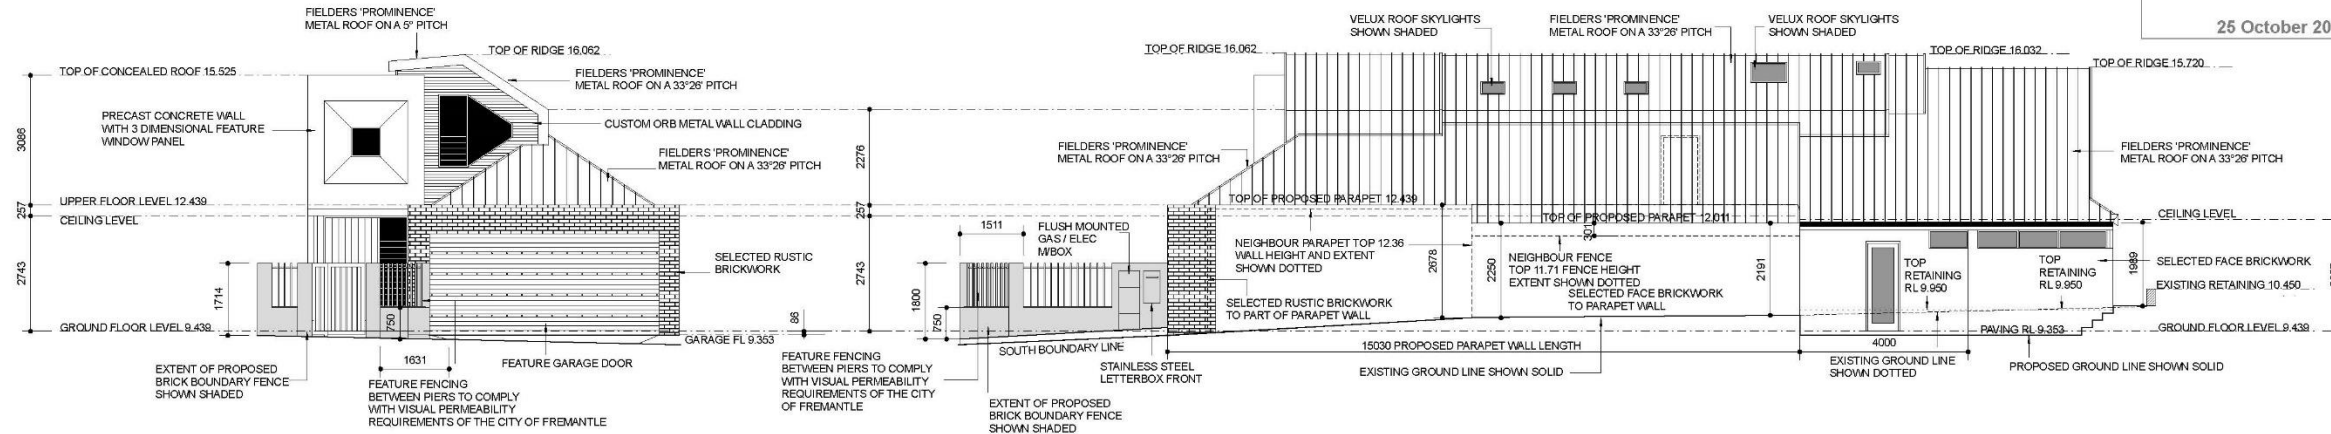 25 October 20
FIELDERS 'PROMINENCE'
METAL ROOF ON A 5° PITCH
TOP OF RIDGE 16.062
TOP OF CONCEALED ROOF 15.525
FIELDERS 'PROMINENCE'
METAL ROOF ON A 33°26' PITCH
PRECAST CONCRETE WALL
WITH 3 DIMENSIONAL FEATURE
WINDOW PANEL
CUSTOM ORB METAL WALL CLADDING
FIELDERS 'PROMINENCE'
METAL ROOF ON A 33°26' PITCH
3086
UPPER FLOOR LEVEL 12.439
257
CEILING LEVEL
SELECTED RUSTIC
BRICKWORK
2743
1714
750
GROUND FLOOR LEVEL 9.439
86
GARAGE FL 9.353
1631
FEATURE GARAGE DOOR
EXTENT OF PROPOSED
BRICK BOUNDARY FENCE
SHOWN SHADED
FEATURE FENCING
BETWEEN PIERS TO COMPLY
WITH VISUAL PERMEABILITY
REQUIREMENTS OF THE CITY OF FREMANTLE
VELUX ROOF SKYLIGHTS
SHOWN SHADED
FIELDERS 'PROMINENCE'
METAL ROOF ON A 33°26' PITCH
VELUX ROOF SKYLIGHTS
SHOWN SHADED
TOP OF RIDGE 16.062
TOP OF RIDGE 16.032
TOP OF RIDGE 15.720
2276
FIELDERS 'PROMINENCE'
METAL ROOF ON A 33°26' PITCH
FIELDERS 'PROMINENCE'
METAL ROOF ON A 33°26' PITCH
257
TOP OF PROPOSED PARAPET 12.439
TOP OF PROPOSED PARAPET 12.011
CEILING LEVEL
1511
FLUSH MOUNTED
GAS / ELEC
M/BOX
NEIGHBOUR PARAPET TOP 12.36
WALL HEIGHT AND EXTENT
SHOWN DOTTED
301
2678
NEIGHBOUR FENCE
TOP 11.71 FENCE HEIGHT
EXTENT SHOWN DOTTED
2250
2191
SELECTED FACE BRICKWORK
TO PARAPET WALL
TOP
RETAINING
RL 9.950
TOP
RETAINING
RL 9.950
1989
SELECTED FACE BRICKWORK
EXISTING RETAINING 10.450
2743
1800
750
SELECTED RUSTIC BRICKWORK
TO PART OF PARAPET WALL
PAVING RL 9.353
GROUND FLOOR LEVEL 9.439
SOUTH BOUNDARY LINE
15030 PROPOSED PARAPET WALL LENGTH
4000
FEATURE FENCING
BETWEEN PIERS TO COMPLY
WITH VISUAL PERMEABILITY
REQUIREMENTS OF THE CITY
OF FREMANTLE
STAINLESS STEEL
LETTERBOX FRONT
EXISTING GROUND LINE SHOWN SOLID
EXISTING GROUND LINE
SHOWN DOTTED
PROPOSED GROUND LINE SHOWN SOLID
EXTENT OF PROPOSED
BRICK BOUNDARY FENCE
SHOWN SHADED